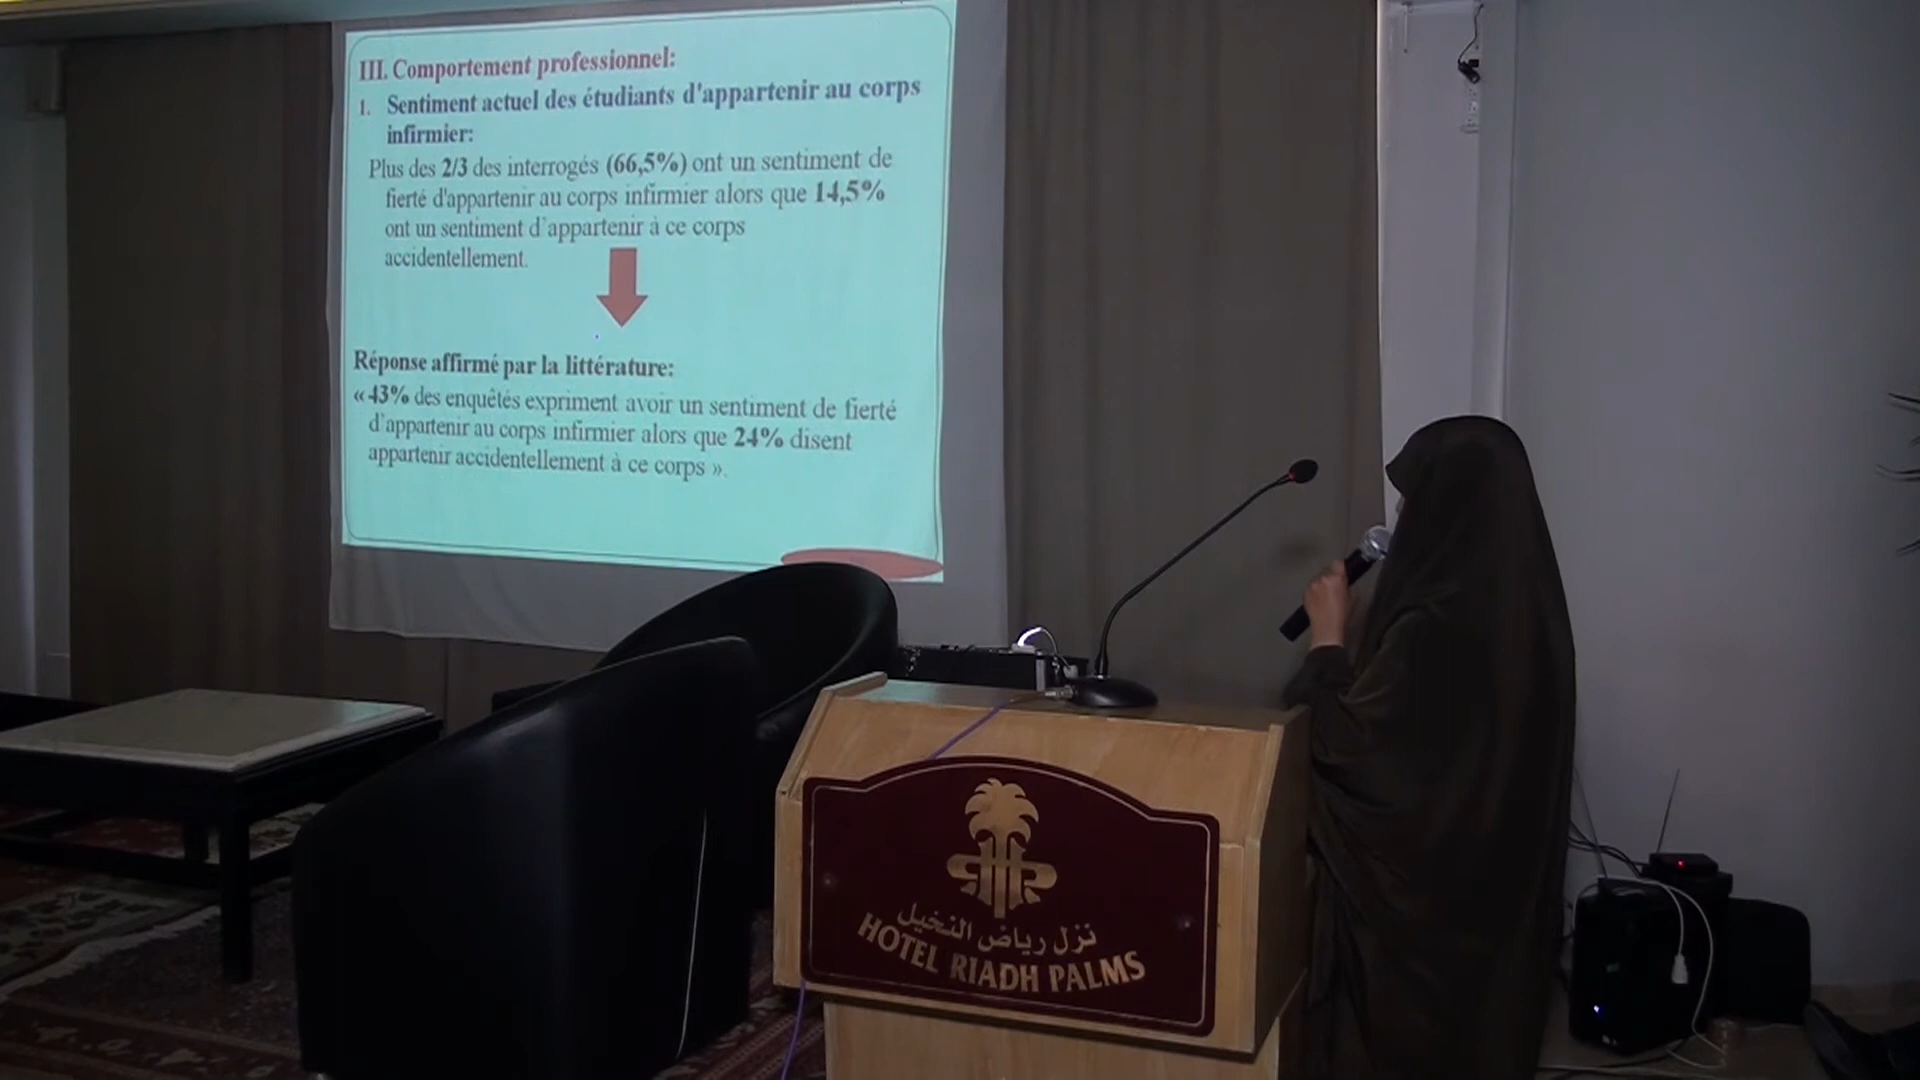 III. Comportement professionnel:
1. Sentiment actuel des étudiants d'appartenir au corps
infirmier:
Plus des 2/3 des interrogés (66,5%) ont un sentiment de
fierté d'appartenir au corps infirmier alors que 14,5%
ont un sentiment d'appartenir à ce corps
accidentellement.
Réponse affirmé par la littérature:
« 43% des enquêtés expriment avoir un sentiment de fierté
d'appartenir au corps infirmier alors que 24% disent
appartenir accidentellement à ce corps ».
نزل رياض النخيل
HOTEL RIADH PALMS